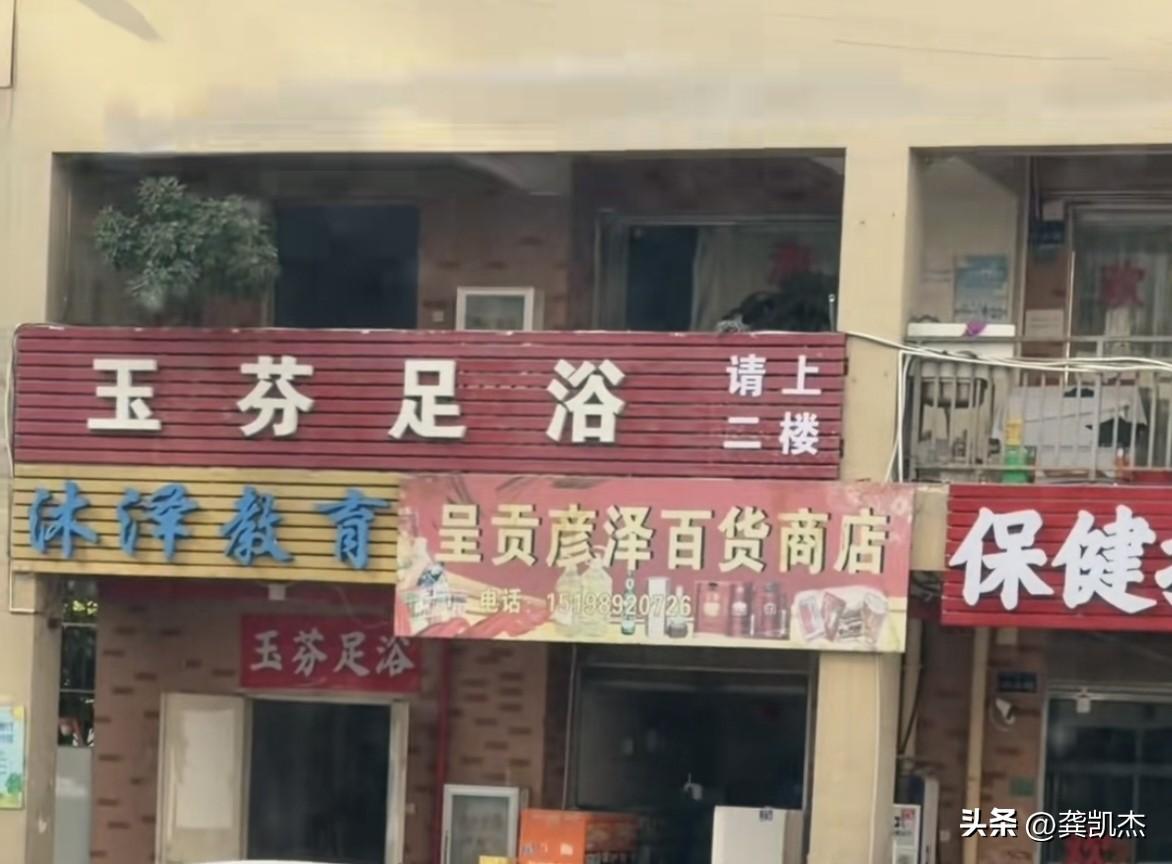 玉芬足浴
请上
二楼
沐泽教育
呈贡彦泽百货商店
电话：15198920726
保健
玉芬足浴
欢
头条 @龚凯杰